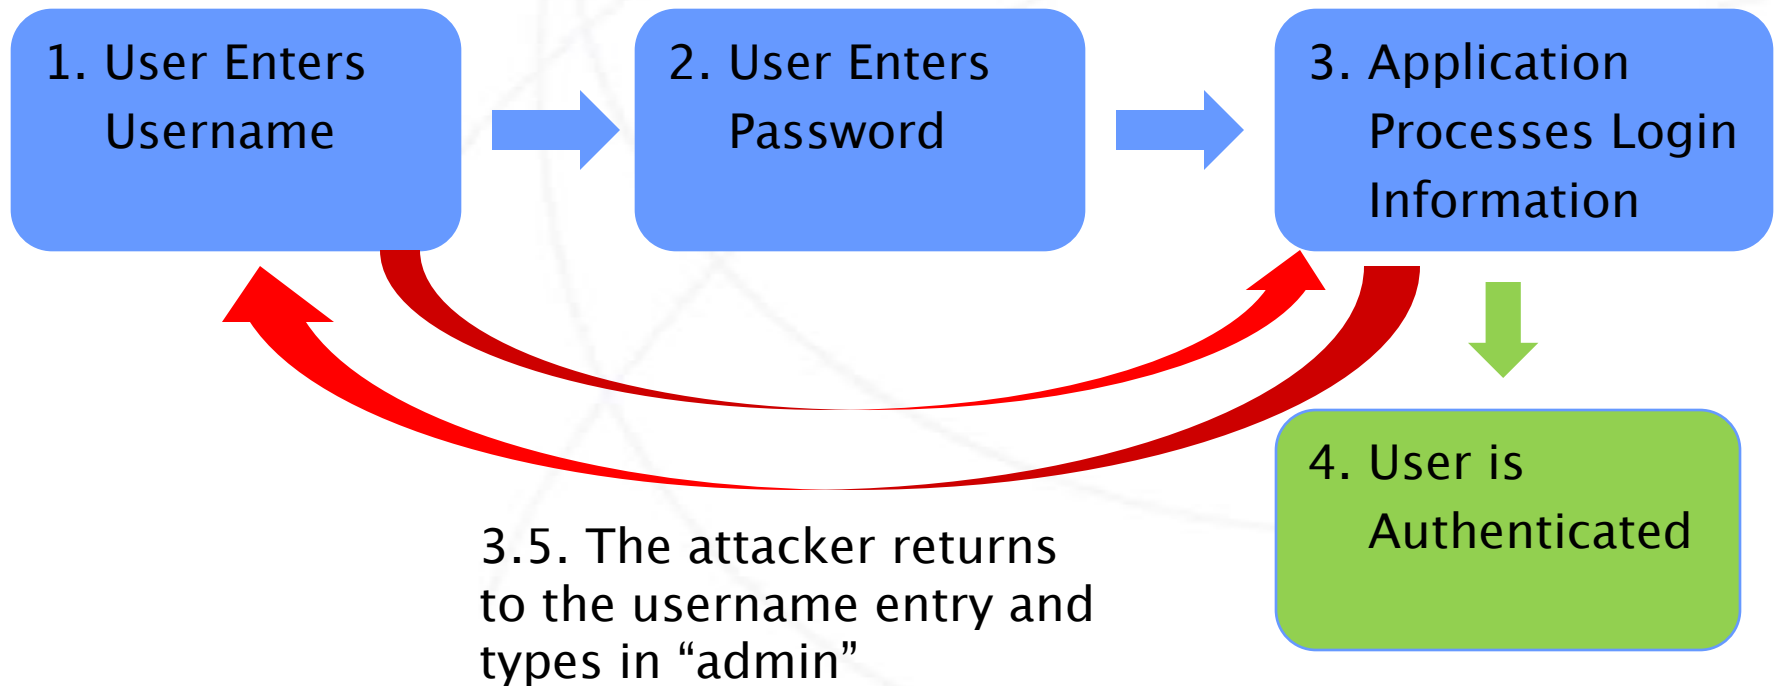 1. User Enters
Username
2. User Enters
Password
3. Application
Processes Login
Information
4. User is
Authenticated
3.5. The attacker returns
to the username entry and
types in “admin”